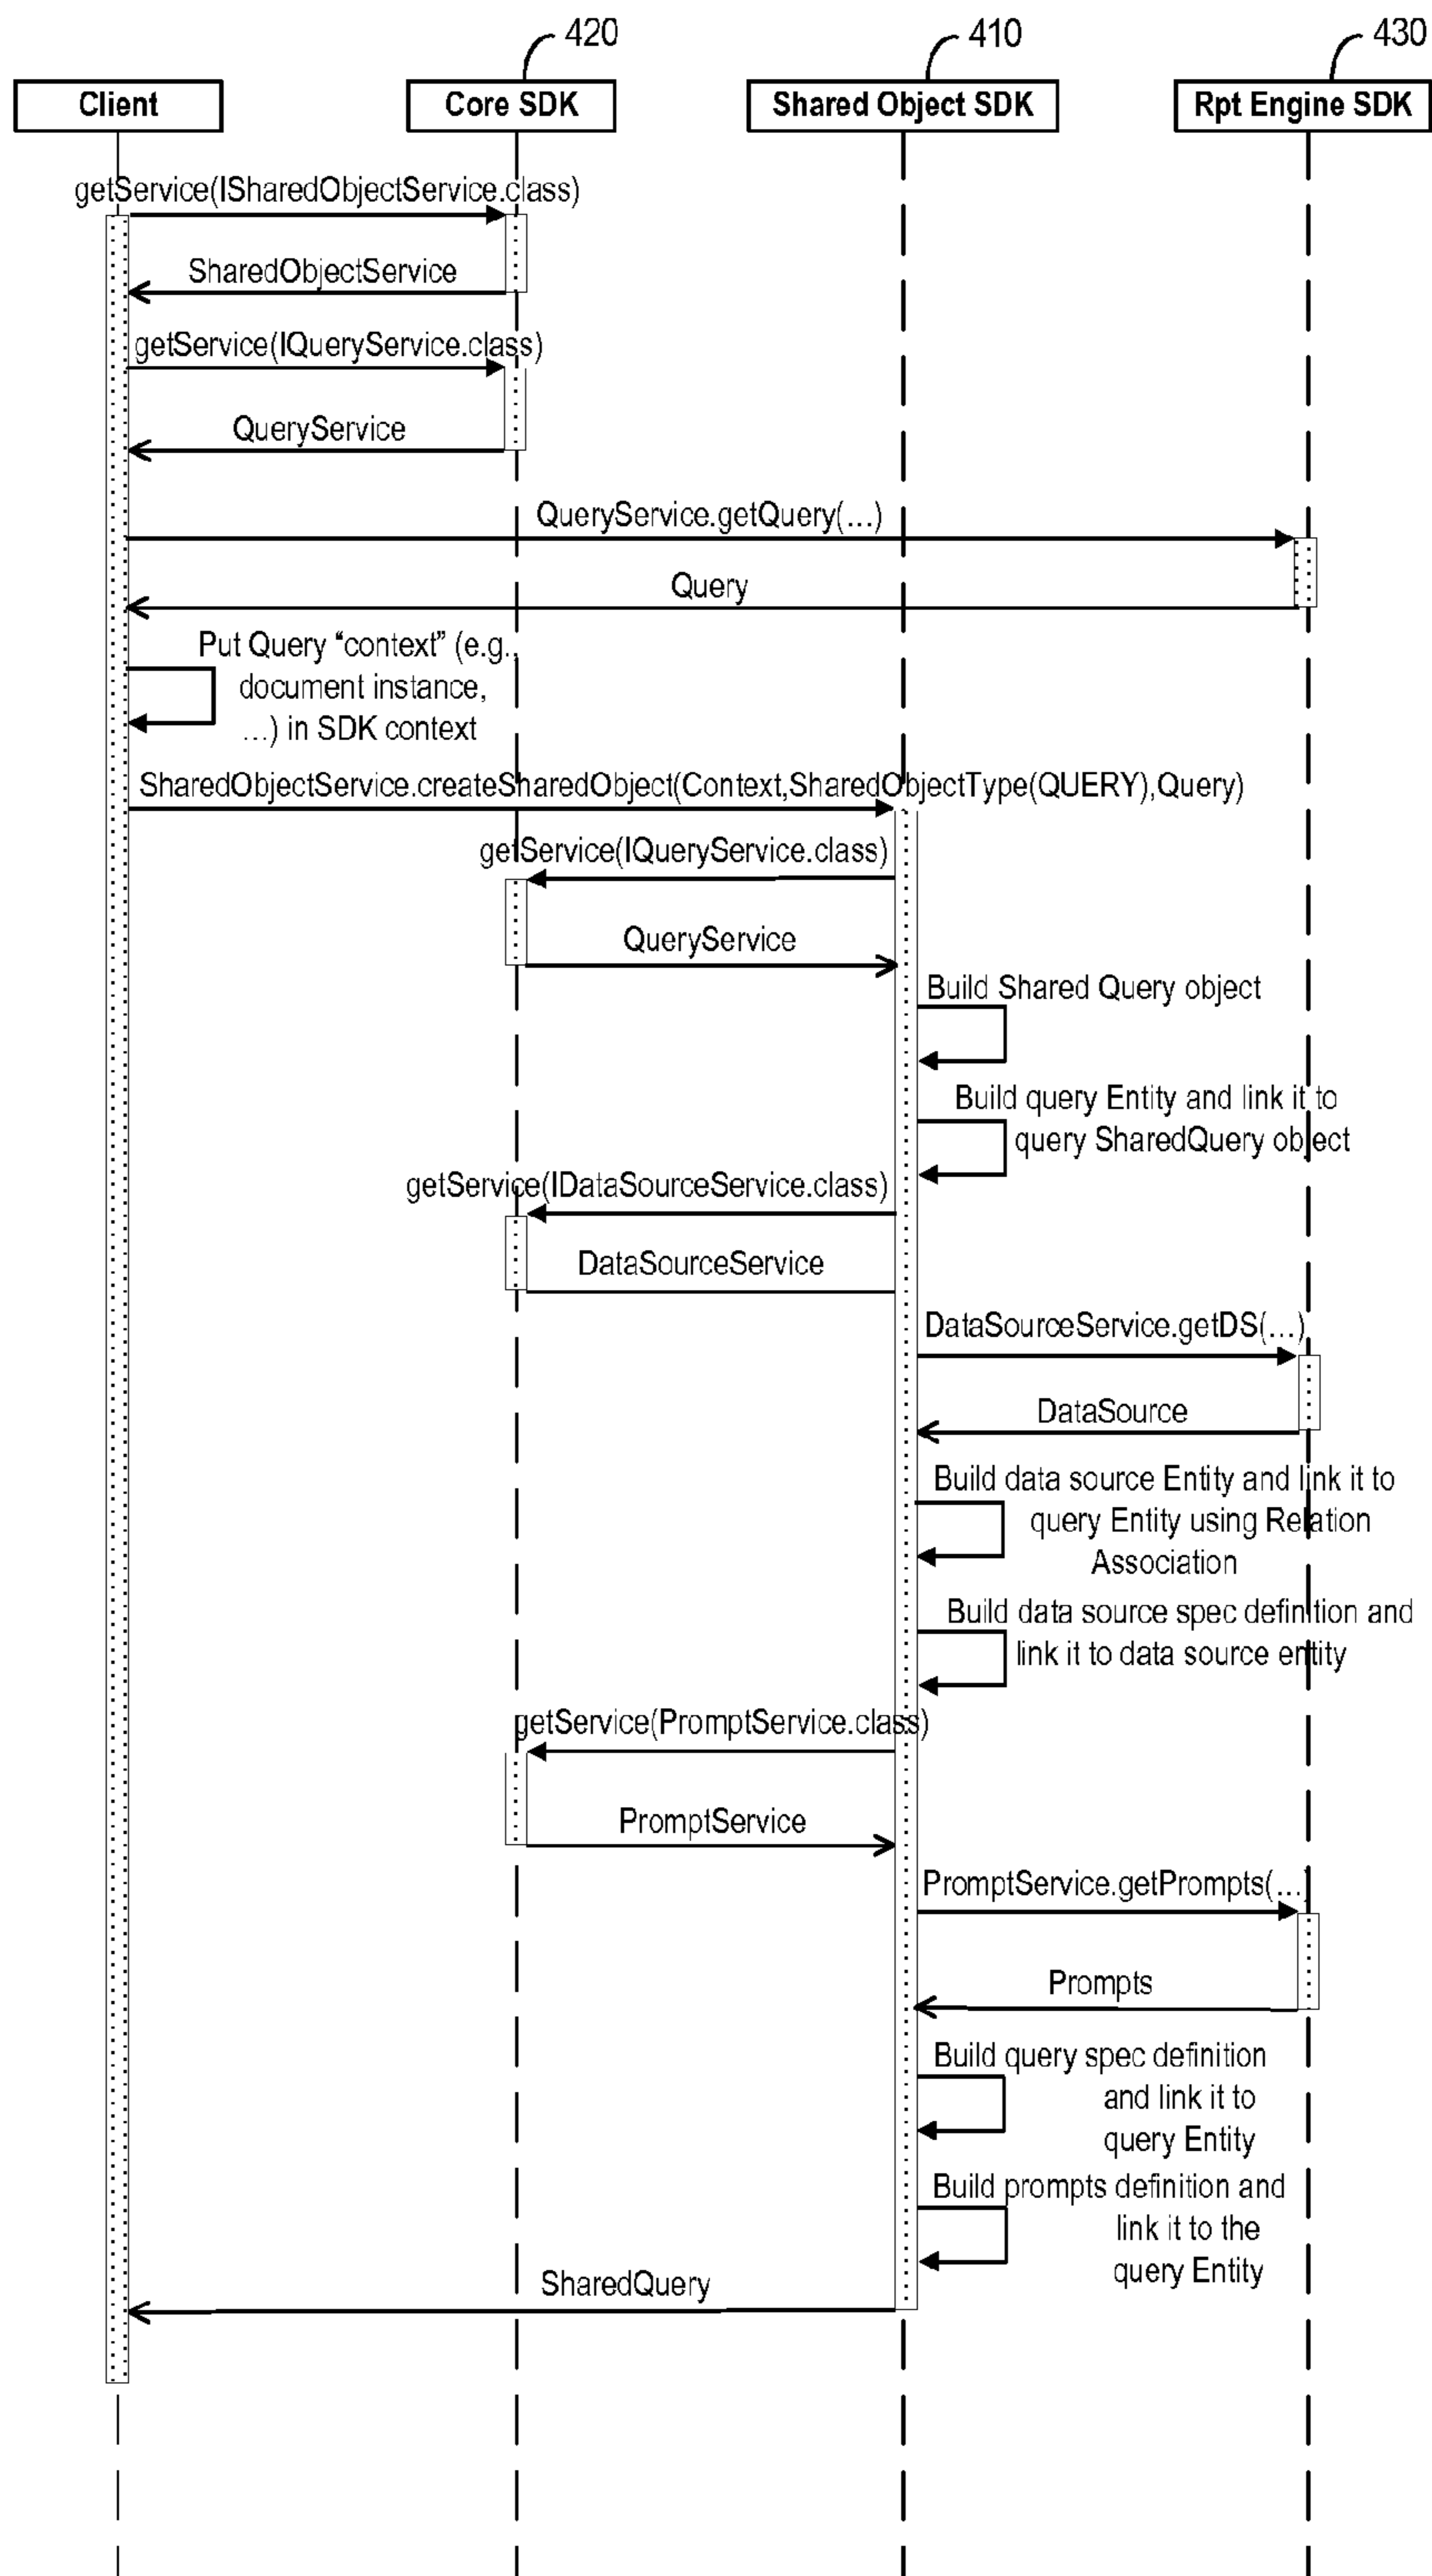 420
410
430
Client
Core SDK
Shared Object SDK
Rpt Engine SDK
getService(ISharedObjectService.class)
SharedObjectService
getService(IQueryService.class)
QueryService
QueryService.getQuery(...)
Query
Put Query “context” (e.g.,
document instance,
...) in SDK context
SharedObjectService.createSharedObject(Context,SharedObjectType(QUERY),Query)
getService(IQueryService.class)
QueryService
Build Shared Query object
Build query Entity and link it to
query SharedQuery object
getService(IDataSourceService.class)
DataSourceService
DataSourceService.getDS(...)
DataSource
Build data source Entity and link it to
query Entity using Relation
Association
Build data source spec definition and
link it to data source entity
getService(PromptService.class)
PromptService
PromptService.getPrompts(...)
Prompts
Build query spec definition
and link it to
query Entity
Build prompts definition and
link it to the
query Entity
SharedQuery